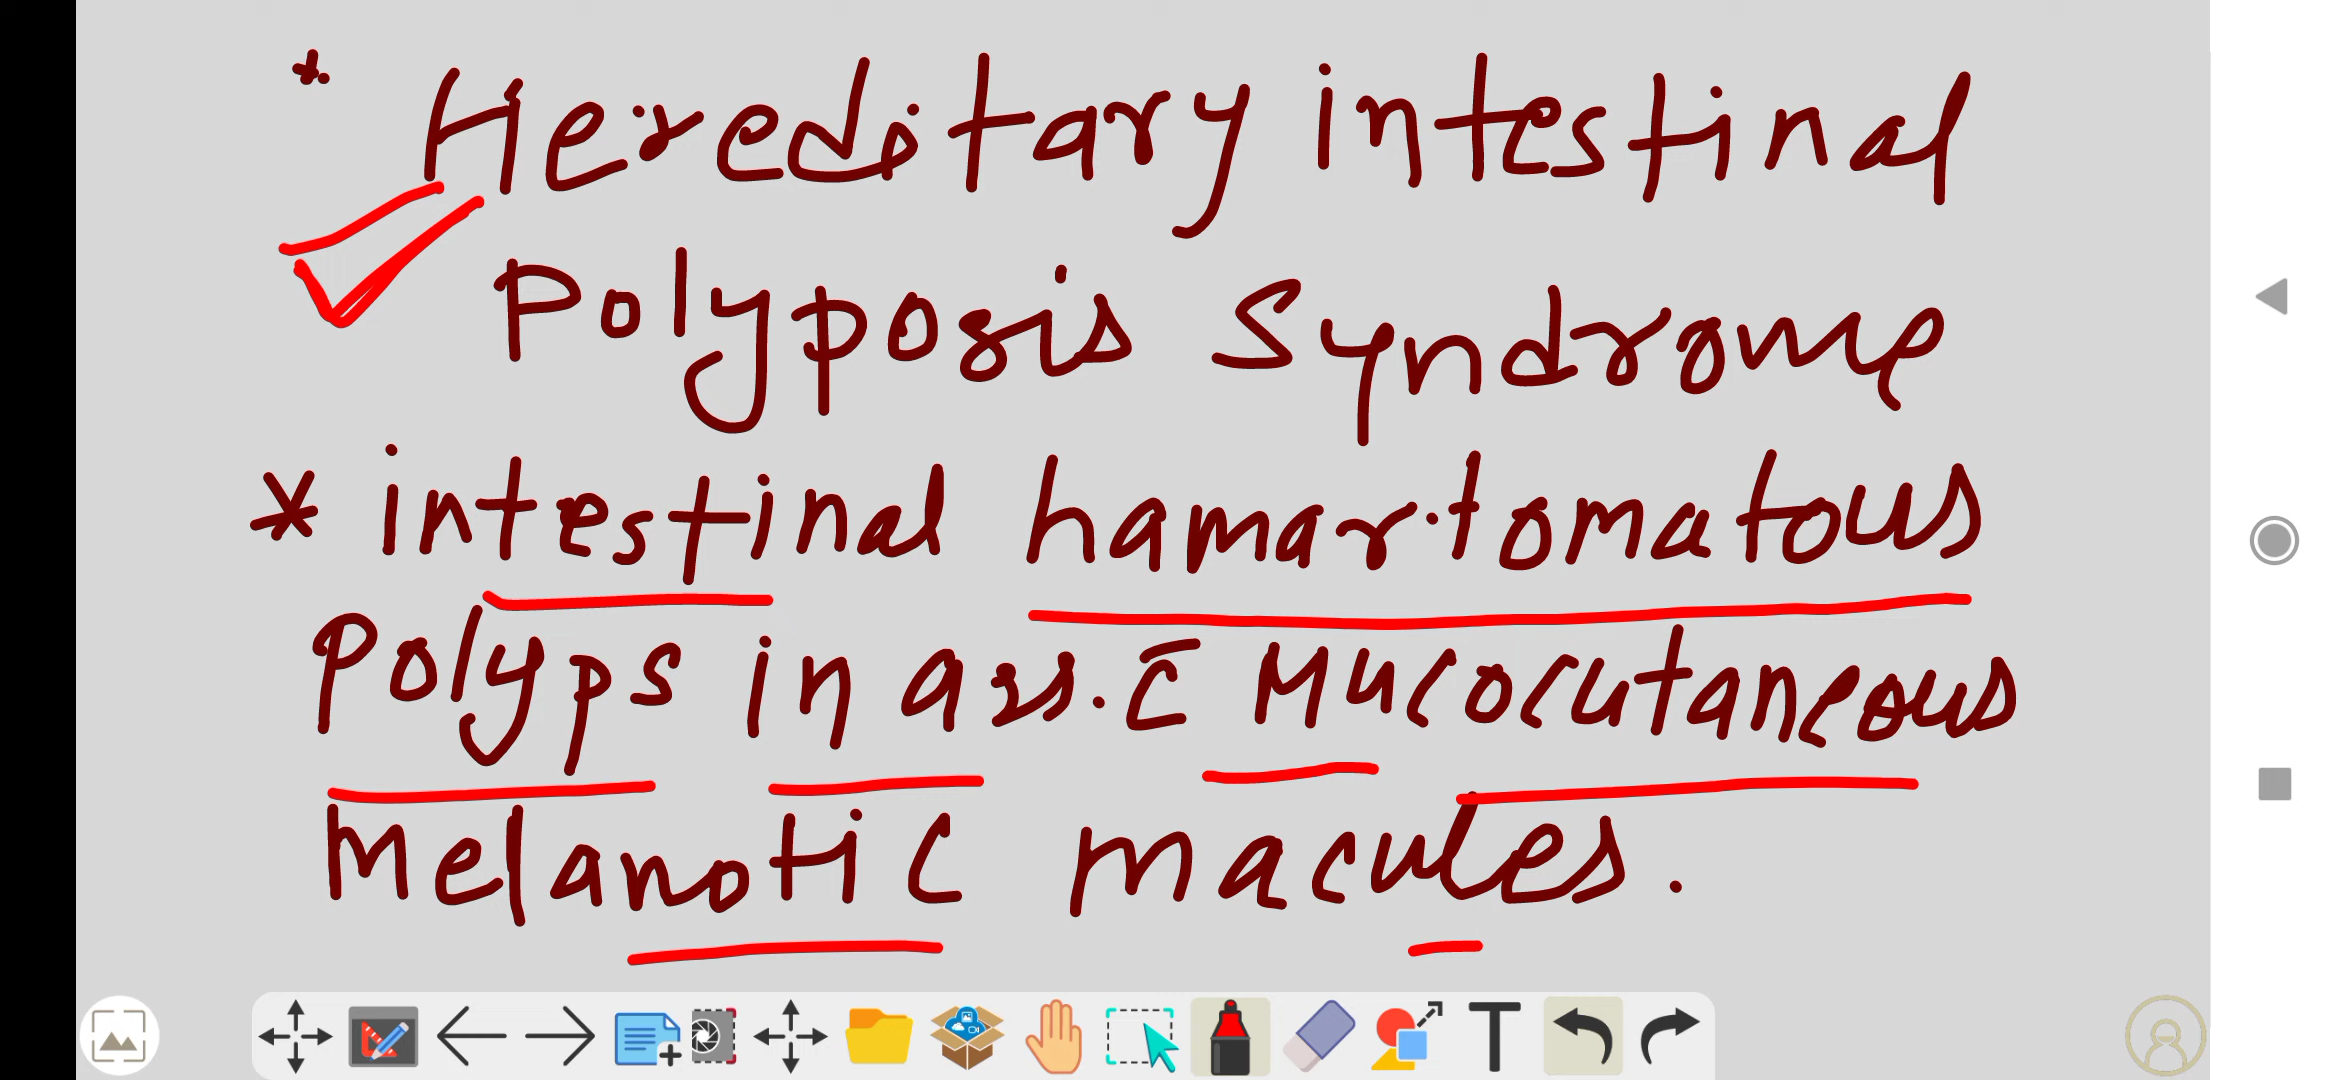 * Hereditary intestinal
Polyposis Syndrome
* intestinal hamartomatous
Polyps in ass. c̄ Mucocutaneous
Melanotic macules.
T